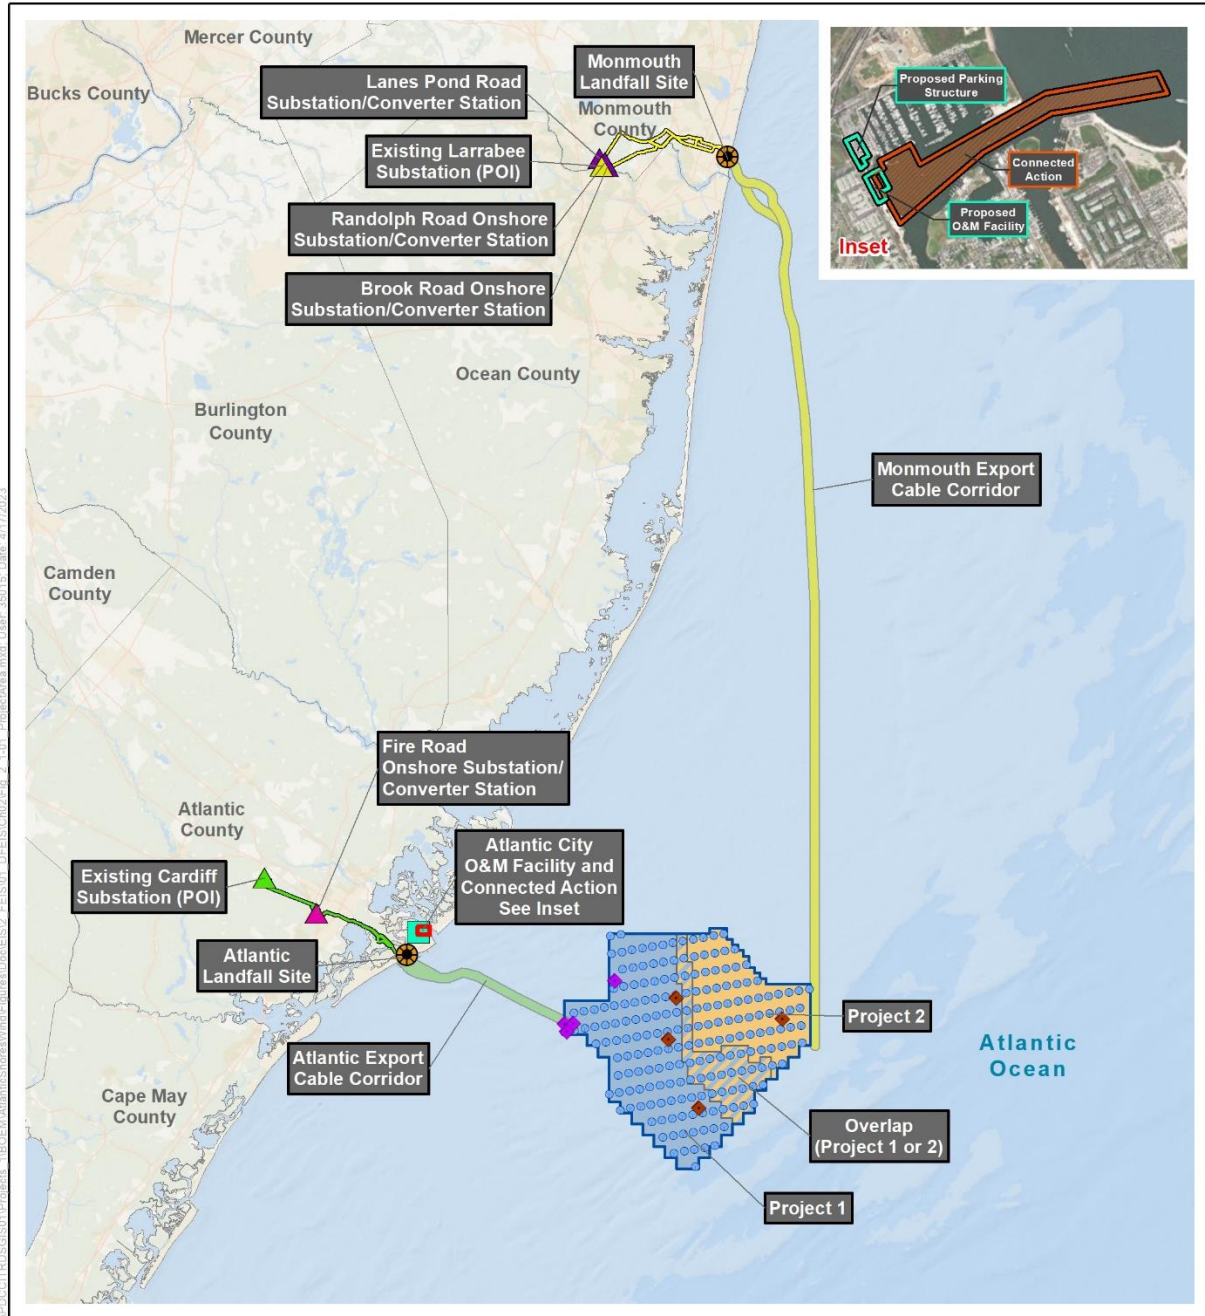 Mercer County
Bucks County
Lanes Pond Road
Substation/Converter Station
Monmouth
Landfall Site
Monmouth
County
Existing Larrabee
Substation (POI)
Randolph Road Onshore
Substation/Converter Station
Brook Road Onshore
Substation/Converter Station
Proposed Parking
Structure
Connected
Action
Proposed
O&M Facility
Inset
Ocean County
Burlington
County
Monmouth Export
Cable Corridor
Camden
County
Fire Road
Onshore Substation/
Converter Station
Atlantic
County
Atlantic City
O&M Facility and
Connected Action
See Inset
Existing Cardiff
Substation (POI)
Atlantic
Landfall Site
Atlantic Export
Cable Corridor
Project 2
Atlantic
Ocean
Cape May
County
Overlap
(Project 1 or 2)
Project 1